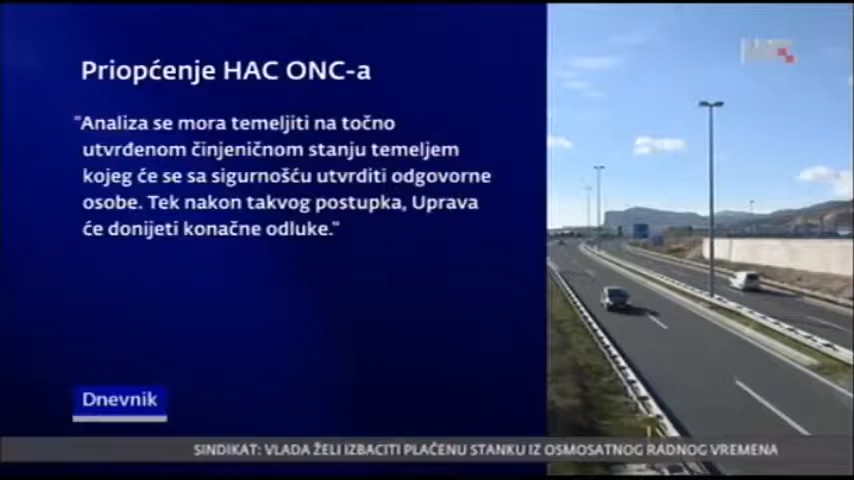 Priopćenje HAC ONC-a
"Analiza se mora temeljiti na točno
utvrđenom činjeničnom stanju temeljem
kojeg će se sa sigurnošću utvrditi odgovorne
osobe. Tek nakon takvog postupka, Uprava
će donijeti konačne odluke."
Dnevnik
SINDIKAT: VLADA ŽELI IZBACITI PLAĆENU STANKU IZ OSMOSATNOG RADNOG VREMENA